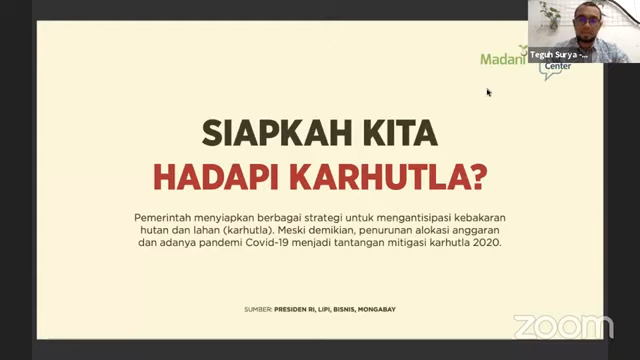 Madani
Center
Teguh Surya -...
SIAPKAH KITA
HADAPI KARHUTLA?
Pemerintah menyiapkan berbagai strategi untuk mengantisipasi kebakaran
hutan dan lahan (karhutla). Meski demikian, penurunan alokasi anggaran
dan adanya pandemi Covid-19 menjadi tantangan mitigasi karhutla 2020.
SUMBER: PRESIDEN RI, LIPI, BISNIS, MONGABAY
zoom